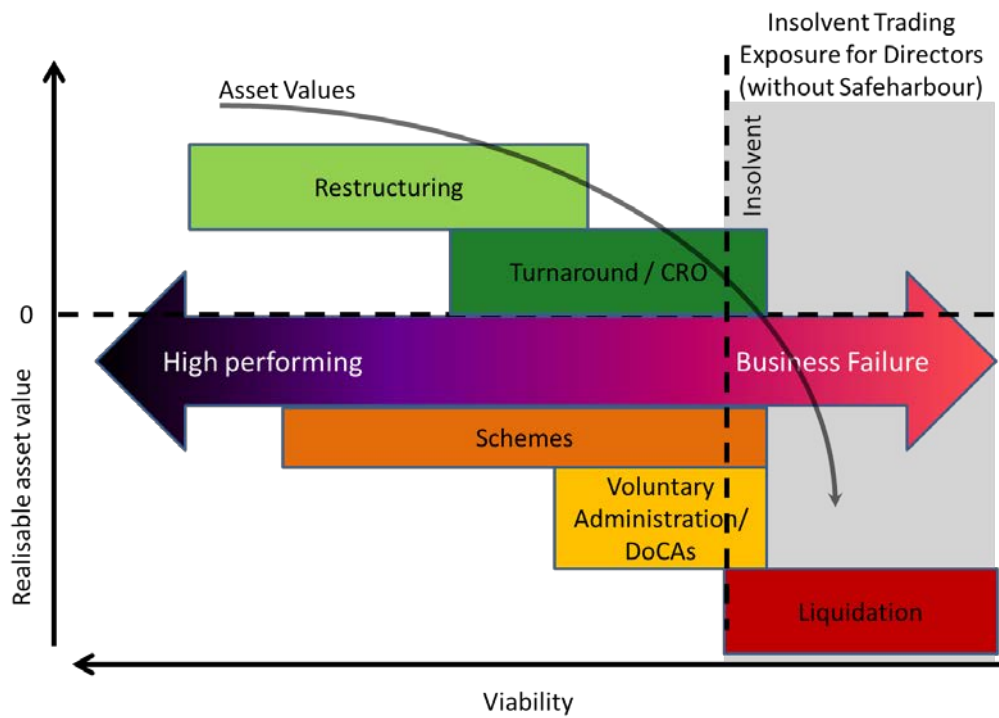 Insolvent Trading
Exposure for Directors
(without Safeharbour)
Asset Values
Insolvent
Restructuring
Turnaround / CRO
0
High performing
Business Failure
Schemes
Voluntary
Administration/
DoCAs
Liquidation
Realisable asset value
Viability